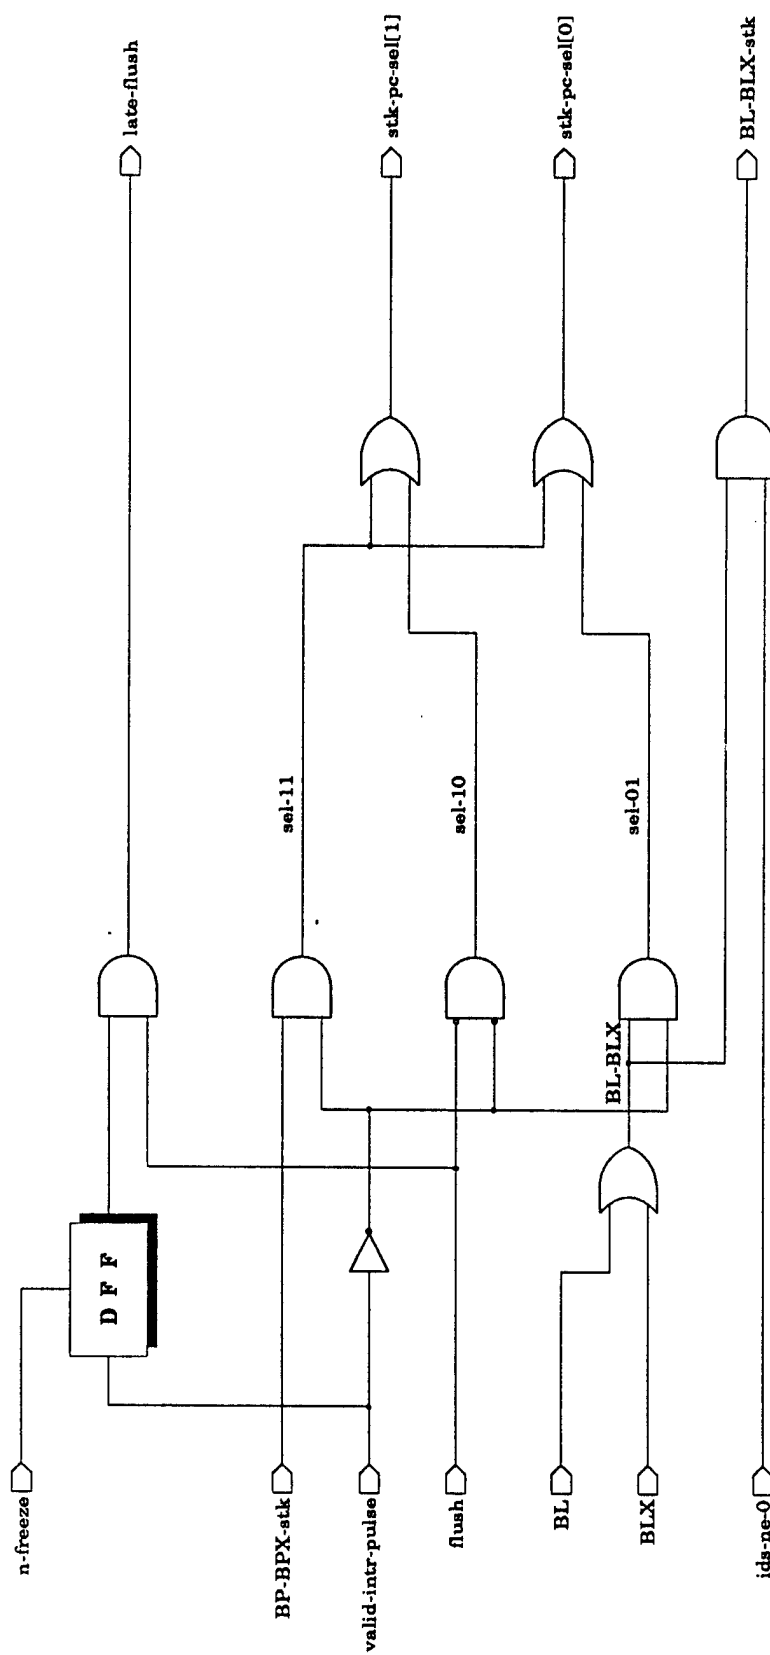 n-freeze
BP-BPX-stk
valid-intr-pulse
flush
BL
BLX
ids-ne-0
D F F
BL-BLX
sel-11
sel-10
sel-01
late-flush
stk-pc-sel[1]
stk-pc-sel[0]
BL-BLX-stk